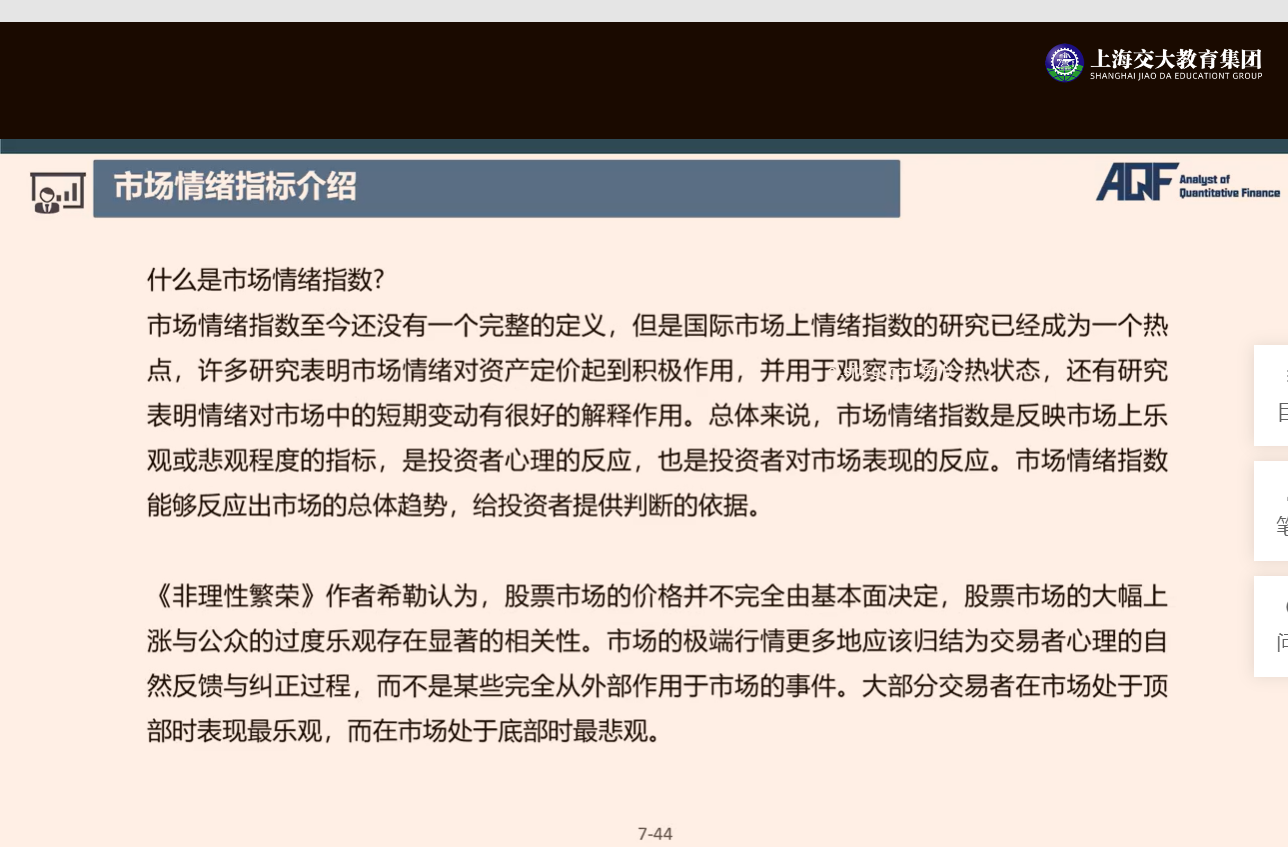 上海交大教育集团
SHANGHAI JIAO DA EDUCATIONT GROUP
市场情绪指标介绍
AQF Analyst of
Quantitative Finance
什么是市场情绪指数?
市场情绪指数至今还没有一个完整的定义，但是国际市场上情绪指数的研究已经成为一个热
点，许多研究表明市场情绪对资产定价起到积极作用，并用于观察市场冷热状态，还有研究
表明情绪对市场中的短期变动有很好的解释作用。总体来说，市场情绪指数是反映市场上乐
观或悲观程度的指标，是投资者心理的反应，也是投资者对市场表现的反应。市场情绪指数
能够反应出市场的总体趋势，给投资者提供判断的依据。
《非理性繁荣》作者希勒认为，股票市场的价格并不完全由基本面决定，股票市场的大幅上
涨与公众的过度乐观存在显著的相关性。市场的极端行情更多地应该归结为交易者心理的自
然反馈与纠正过程，而不是某些完全从外部作用于市场的事件。大部分交易者在市场处于顶
部时表现最乐观，而在市场处于底部时最悲观。
7-44